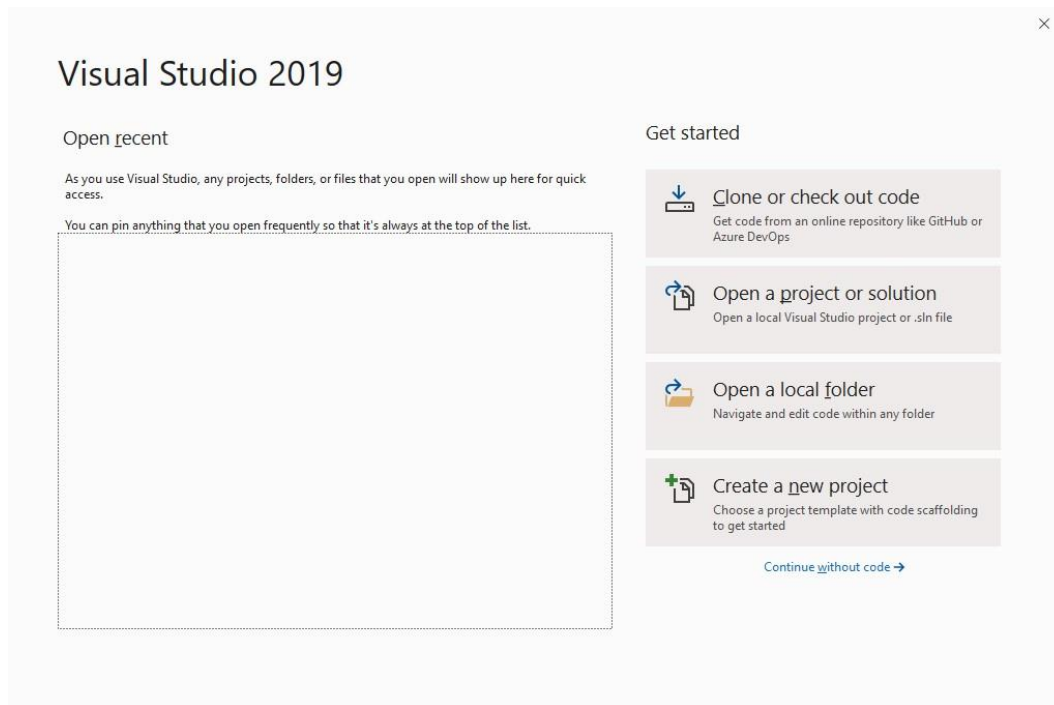 Visual Studio 2019
Open recent
As you use Visual Studio, any projects, folders, or files that you open will show up here for quick
access.
You can pin anything that you open frequently so that it's always at the top of the list.
Get started
Clone or check out code
Get code from an online repository like GitHub or
Azure DevOps
Open a project or solution
Open a local Visual Studio project or .sln file
Open a local folder
Navigate and edit code within any folder
Create a new project
Choose a project template with code scaffolding
to get started
Continue without code →